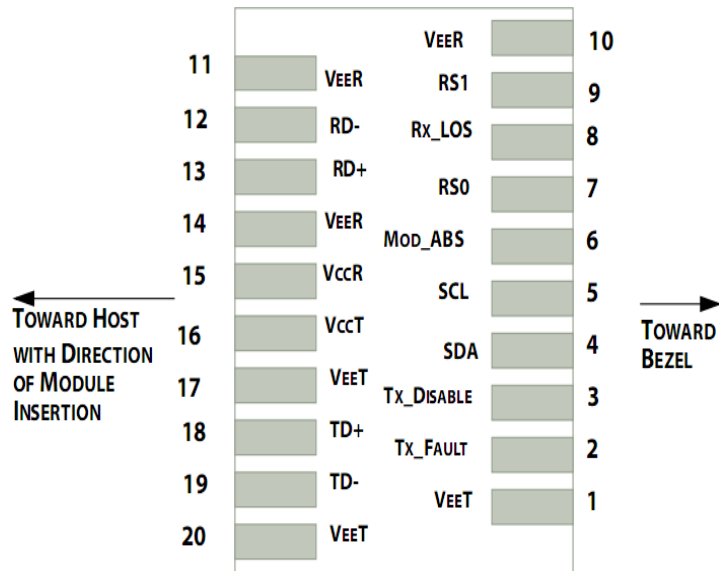 VEER 10
11 VEER
RS1 9
12 RD-
RX_LOS 8
13 RD+
RS0 7
14 VEER
MOD_ABS 6
15 VCCR
SCL 5
TOWARD HOST
WITH DIRECTION
OF MODULE
INSERTION
TOWARD
BEZEL
16 VCCT
SDA 4
17 VEET
TX_DISABLE 3
18 TD+
TX_FAULT 2
19 TD-
VEET 1
20 VEET